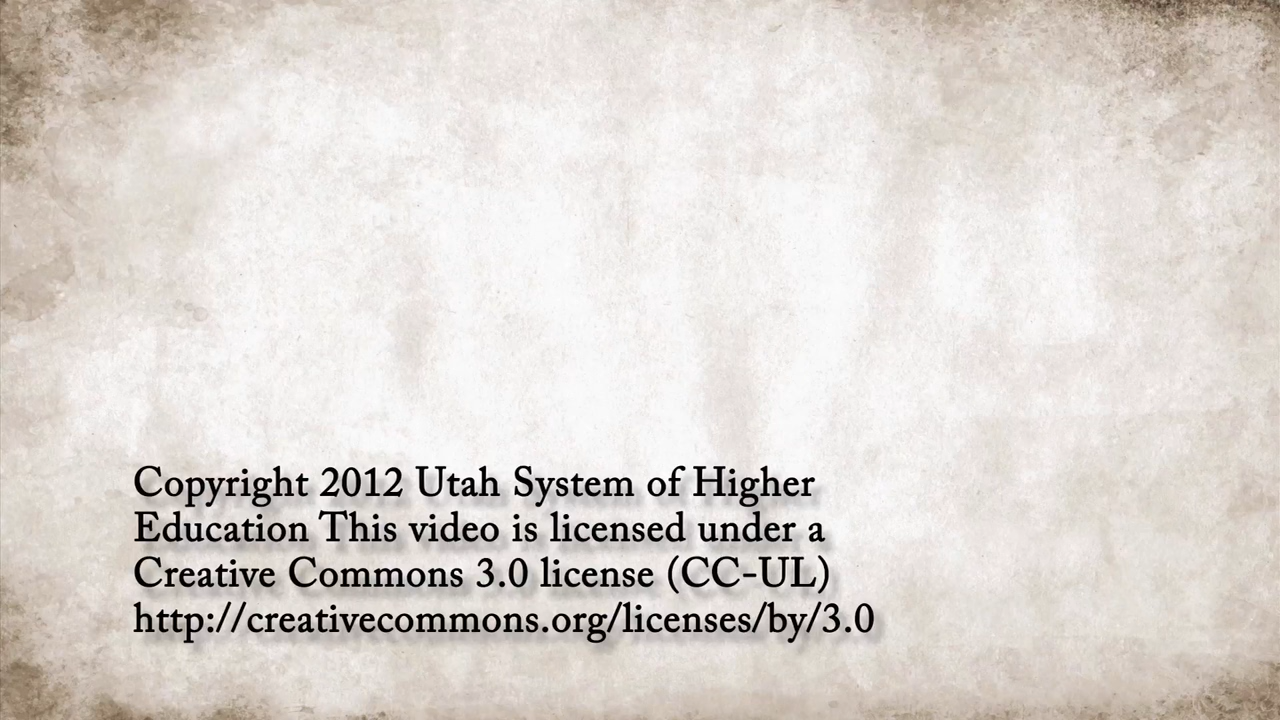 Copyright 2012 Utah System of Higher
Education This video is licensed under a
Creative Commons 3.0 license (CC-UL)
http://creativecommons.org/licenses/by/3.0